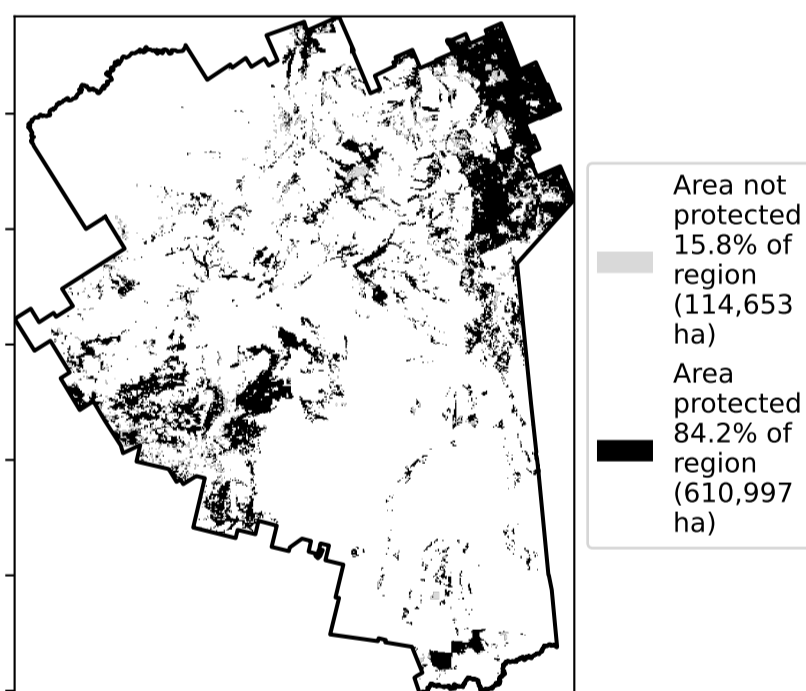 Area not
protected
15.8% of
region
(114,653
ha)
Area
protected
84.2% of
region
(610,997
ha)